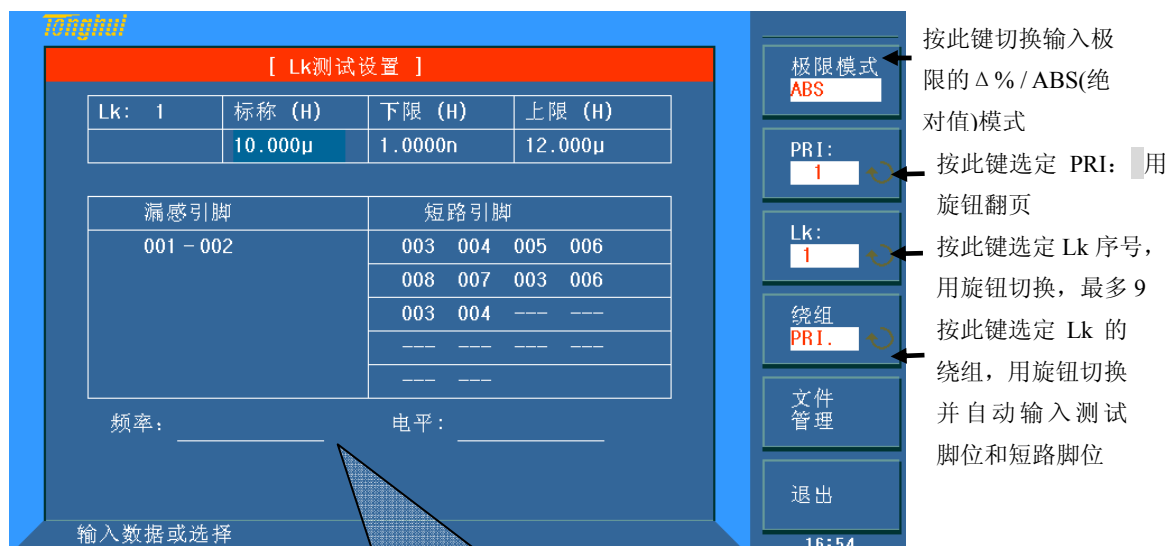 Tonghui
[ Lk测试设置 ]
Lk: 1 标称 (H) 下限 (H) 上限 (H)
10.000μ 1.0000n 12.000μ
漏感引脚 短路引脚
001－002 003 004 005 006
008 007 003 006
003 004 --- ---
--- --- --- ---
--- ---
频率: 电平:
输入数据或选择
极限模式
ABS
PRI:
1
Lk:
1
绕组
PRI.
文件
管理
退出
16:54
按此键切换输入极
限的Δ% / ABS(绝
对值)模式
按此键选定 PRI： 用
旋钮翻页
按此键选定 Lk 序号，
用旋钮切换，最多 9
按此键选定 Lk 的
绕组，用旋钮切换
并自动输入测试
脚位和短路脚位